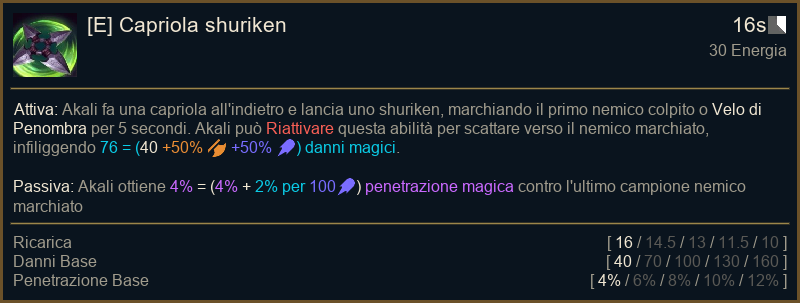 [E] Capriola shuriken
16s
30 Energia
Attiva: Akali fa una capriola all'indietro e lancia uno shuriken, marchiando il primo nemico colpito o Velo di
Penombra per 5 secondi. Akali può Riattivare questa abilità per scattare verso il nemico marchiato,
infiliggendo 76 = (40 +50% +50% ) danni magici.
Passiva: Akali ottiene 4% = (4% + 2% per 100 ) penetrazione magica contro l'ultimo campione nemico
marchiato
Ricarica [ 16 / 14.5 / 13 / 11.5 / 10 ]
Danni Base [ 40 / 70 / 100 / 130 / 160 ]
Penetrazione Base [ 4% / 6% / 8% / 10% / 12% ]